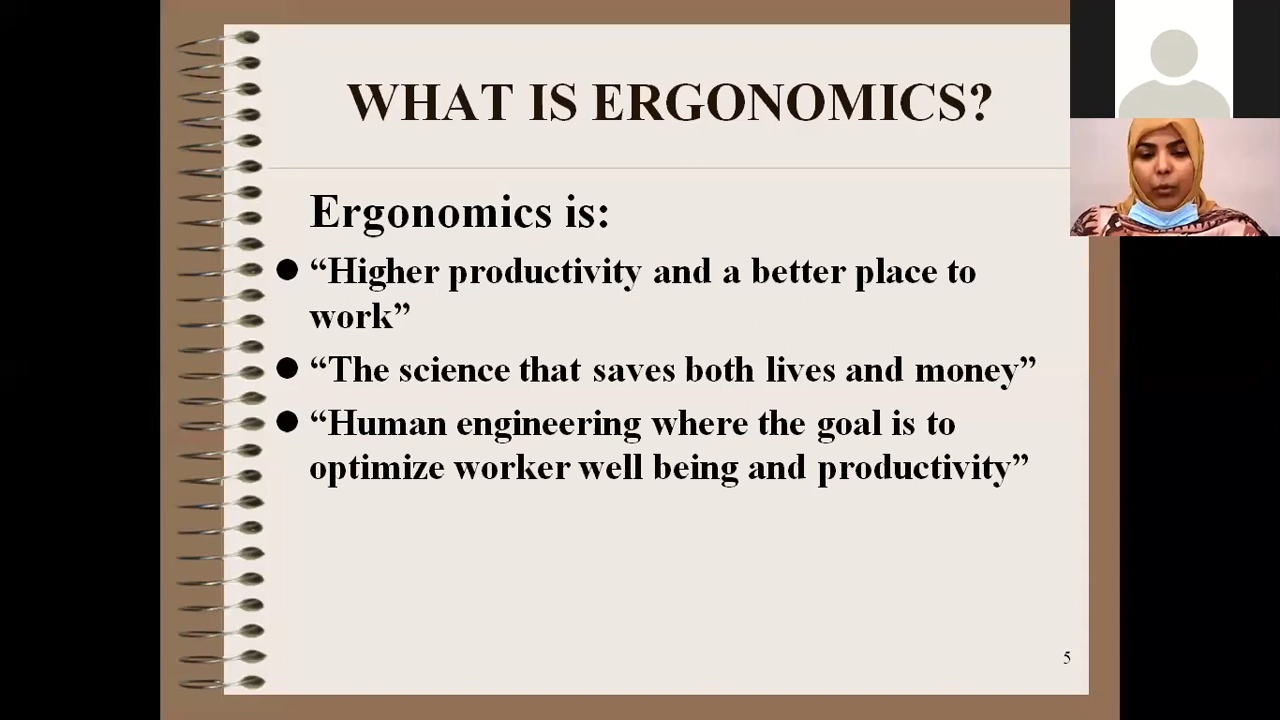 WHAT IS ERGONOMICS?
Ergonomics is:
● “Higher productivity and a better place to
work”
● “The science that saves both lives and money”
● “Human engineering where the goal is to
optimize worker well being and productivity”
5